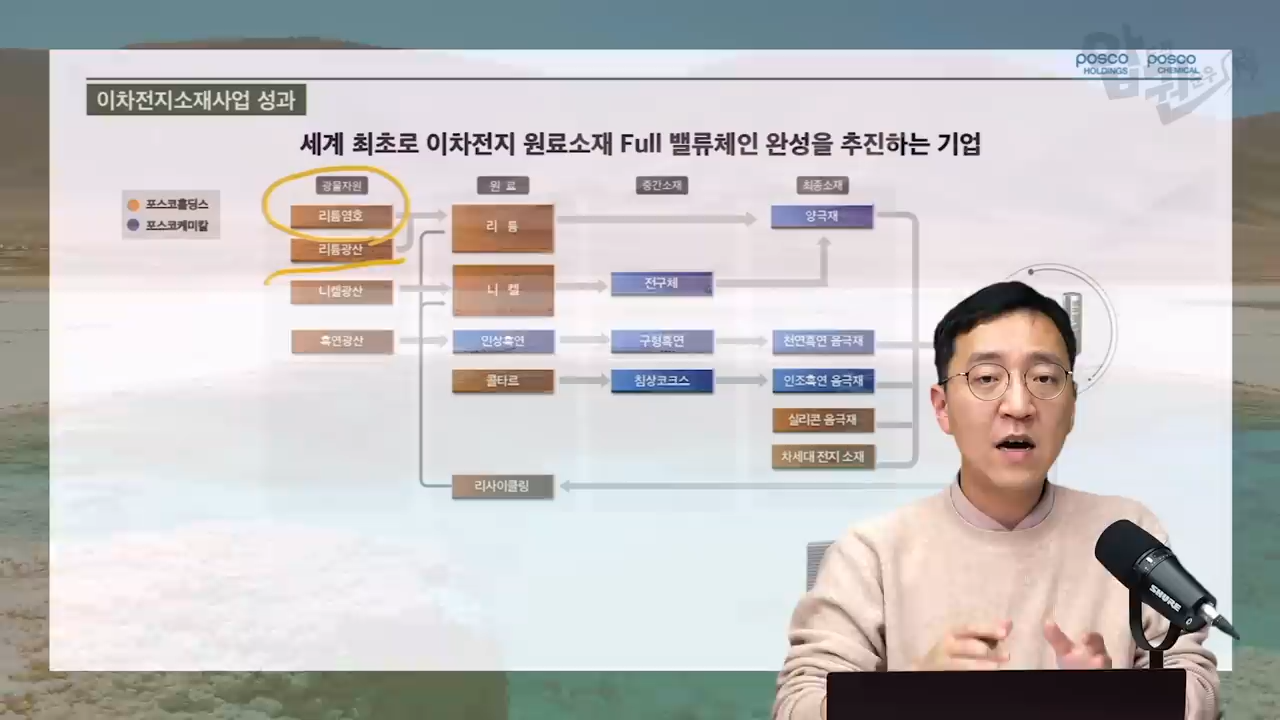 posco HOLDINGS posco CHEMICAL
이차전지소재사업 성과
세계 최초로 이차전지 원료소재 Full 밸류체인 완성을 추진하는 기업
포스코홀딩스
포스코케미칼
광물자원 원료 중간소재 최종소재
리튬염호 리튬 양극재
리튬광산
니켈광산 니켈 전구체
흑연광산 인상흑연 구형흑연 천연흑연 음극재
콜타르 침상코크스 인조흑연 음극재
실리콘 음극재
차세대 전지 소재
리사이클링
SHURE